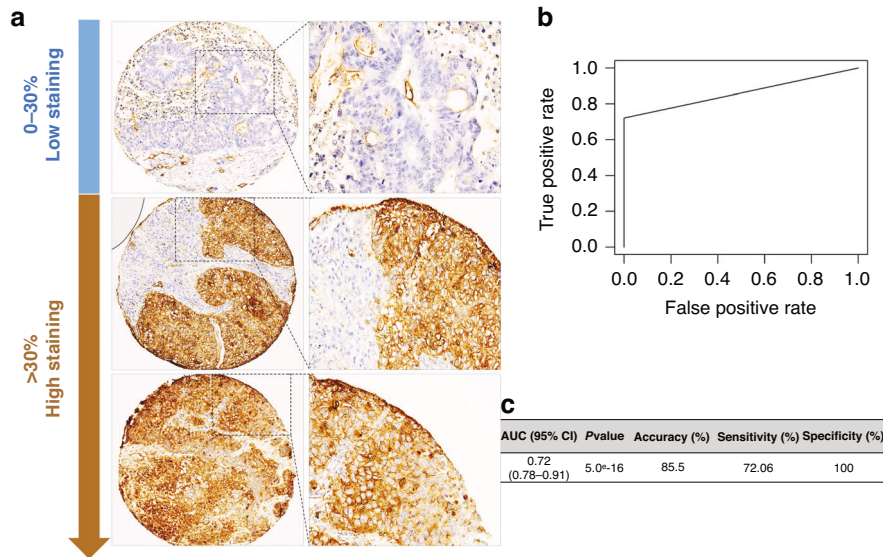 a
0–30%
Low staining
>30%
High staining
b
True positive rate
1.0
0.8
0.6
0.4
0.2
0.0
0.0 0.2 0.4 0.6 0.8 1.0
False positive rate
c
AUC (95% CI) Pvalue Accuracy (%) Sensitivity (%) Specificity (%)
0.72
(0.78–0.91) 5.0e-16 85.5 72.06 100